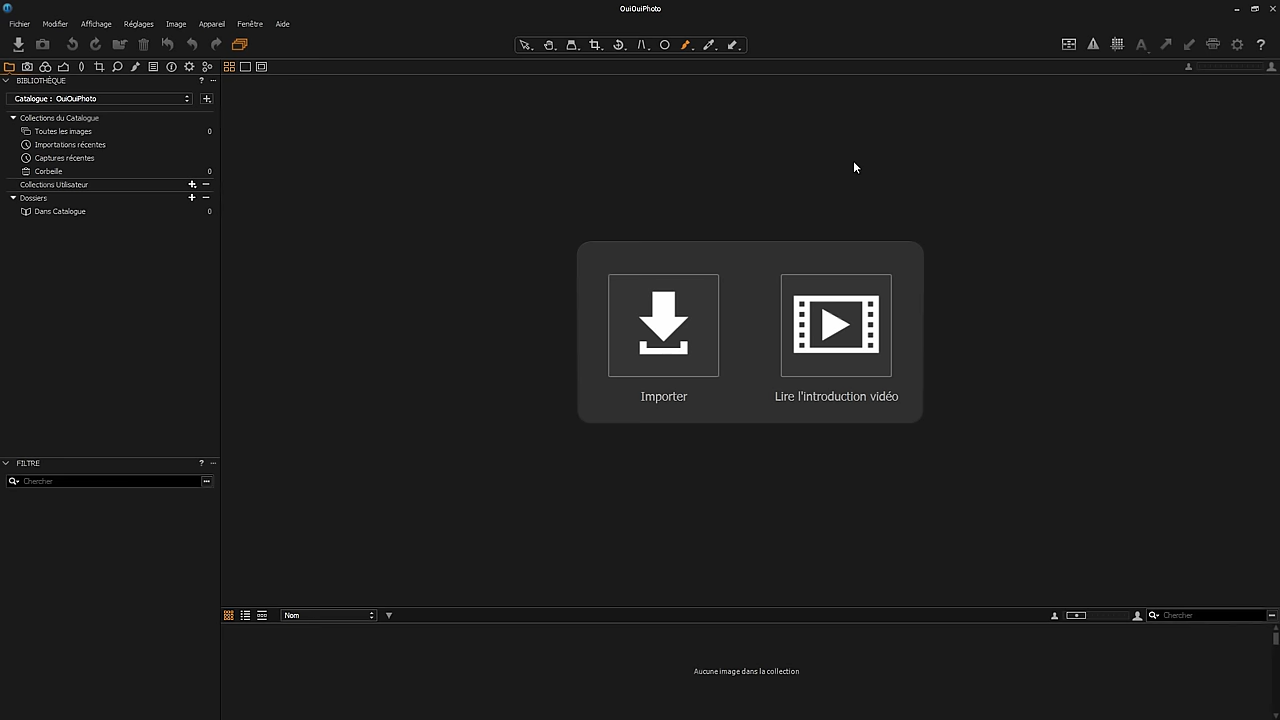 OuiOuiPhoto
Fichier Modifier Affichage Réglages Image Appareil Fenêtre Aide
BIBLIOTHÈQUE ? ...
Catalogue : OuiOuiPhoto
Collections du Catalogue
Toutes les images 0
Importations récentes
Captures récentes
Corbeille 0
Collections Utilisateur
Dossiers
Dans Catalogue 0
Importer
Lire l'introduction vidéo
FILTRE ? ...
Chercher
Nom
Chercher
Aucune image dans la collection